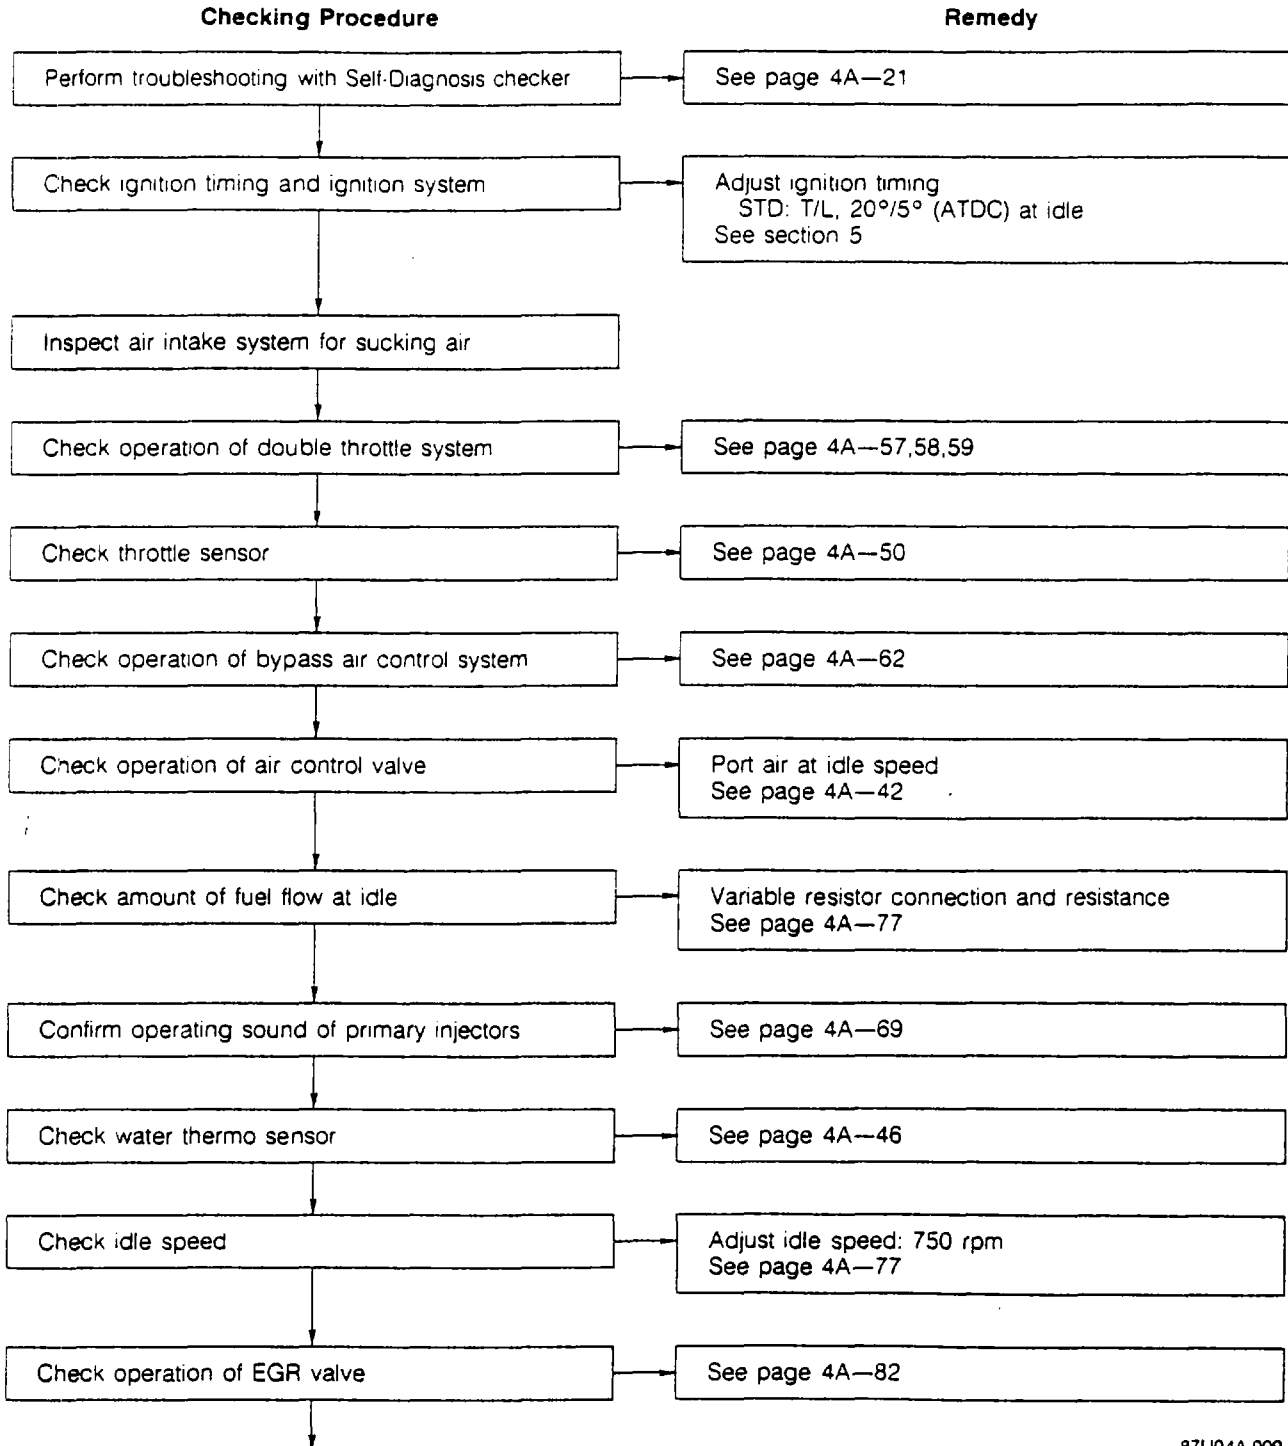 Checking Procedure
Remedy
Perform troubleshooting with Self-Diagnosis checker
See page 4A—21
Check ignition timing and ignition system
Adjust ignition timing
STD: T/L, 20°/5° (ATDC) at idle
See section 5
Inspect air intake system for sucking air
Check operation of double throttle system
See page 4A—57,58,59
Check throttle sensor
See page 4A—50
Check operation of bypass air control system
See page 4A—62
Check operation of air control valve
Port air at idle speed
See page 4A—42
Check amount of fuel flow at idle
Variable resistor connection and resistance
See page 4A—77
Confirm operating sound of primary injectors
See page 4A—69
Check water thermo sensor
See page 4A—46
Check idle speed
Adjust idle speed: 750 rpm
See page 4A—77
Check operation of EGR valve
See page 4A—82